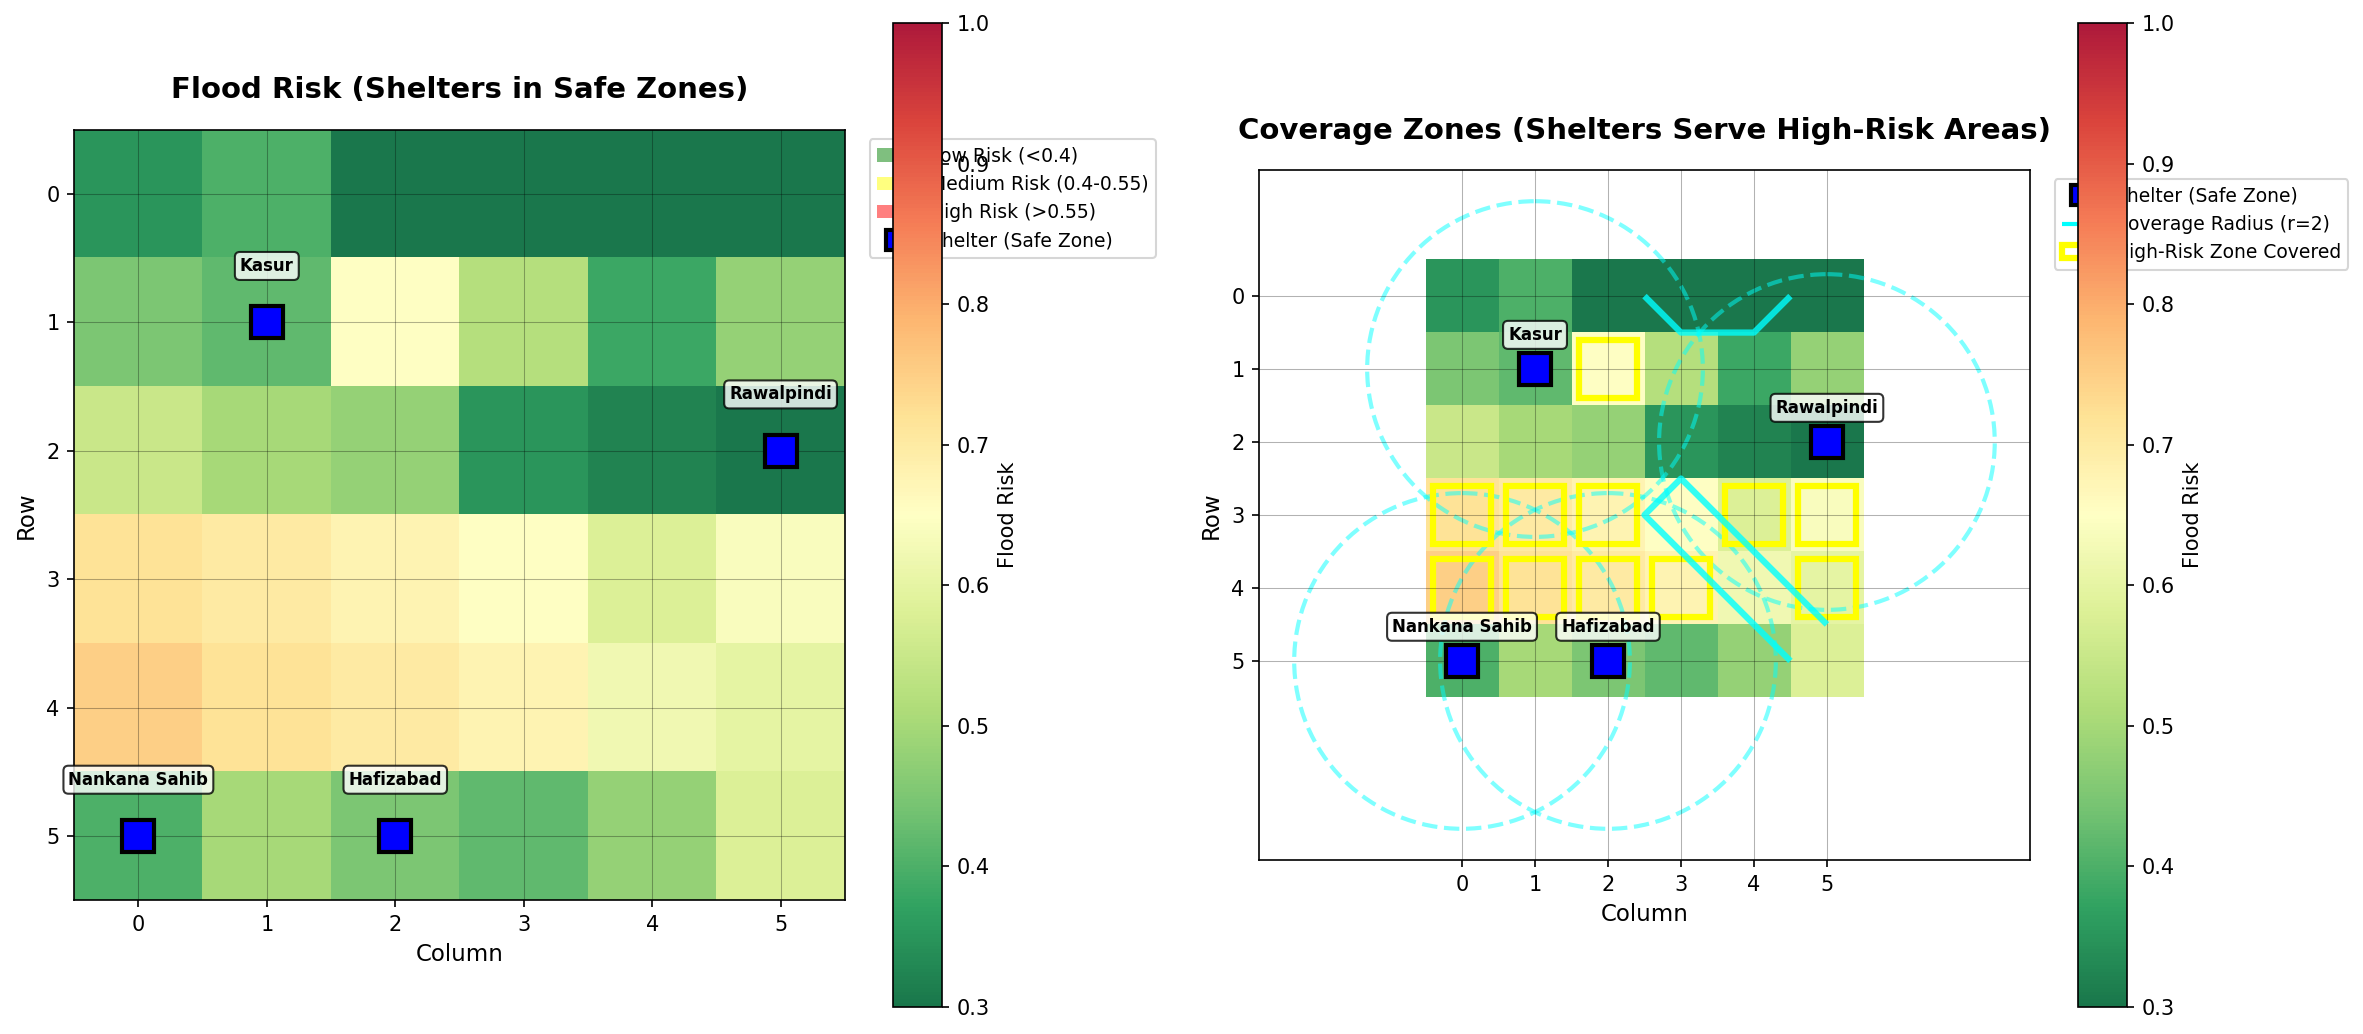 Flood Risk (Shelters in Safe Zones)
Row
0
1
2
3
4
5
Kasur
Rawalpindi
Nankana Sahib
Hafizabad
0 1 2 3 4 5
Column
ow Risk (<0.4)
edium Risk (0.4-0.55)
igh Risk (>0.55)
helter (Safe Zone)
1.0
0.9
0.8
0.7
0.6
0.5
0.4
0.3
Flood Risk
Coverage Zones (Shelters Serve High-Risk Areas)
Row
0
1
2
3
4
5
Kasur
Rawalpindi
Nankana Sahib
Hafizabad
0 1 2 3 4 5
Column
helter (Safe Zone)
overage Radius (r=2)
igh-Risk Zone Covered
1.0
0.9
0.8
0.7
0.6
0.5
0.4
0.3
Flood Risk